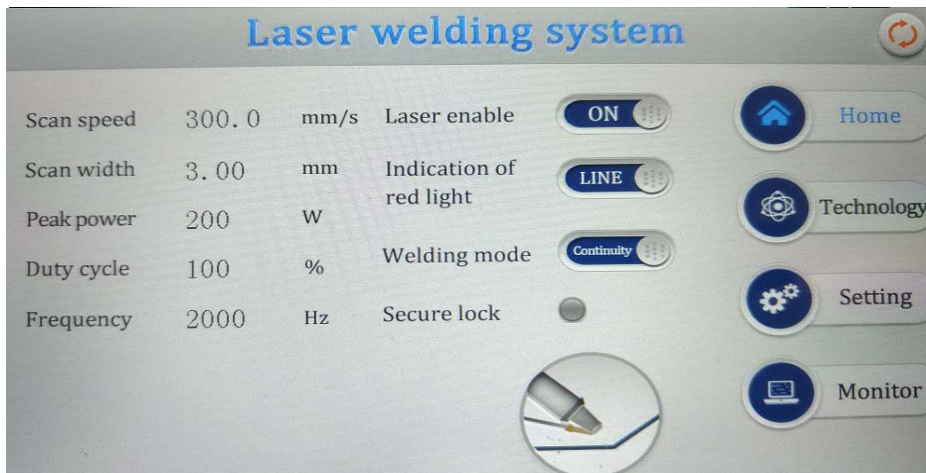 Laser welding system
Scan speed 300.0 mm/s
Scan width 3.00 mm
Peak power 200 W
Duty cycle 100 %
Frequency 2000 Hz
Laser enable ON
Indication of
red light LINE
Welding mode Continuity
Secure lock
Home
Technology
Setting
Monitor